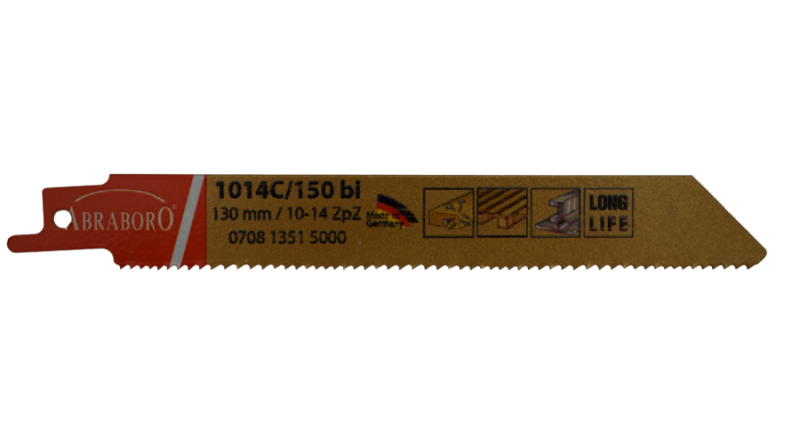 ABRABORO®
1014C/150 bi
130 mm / 10-14 ZpZ
0708 1351 5000
Made in
Germany
LONG
LIFE